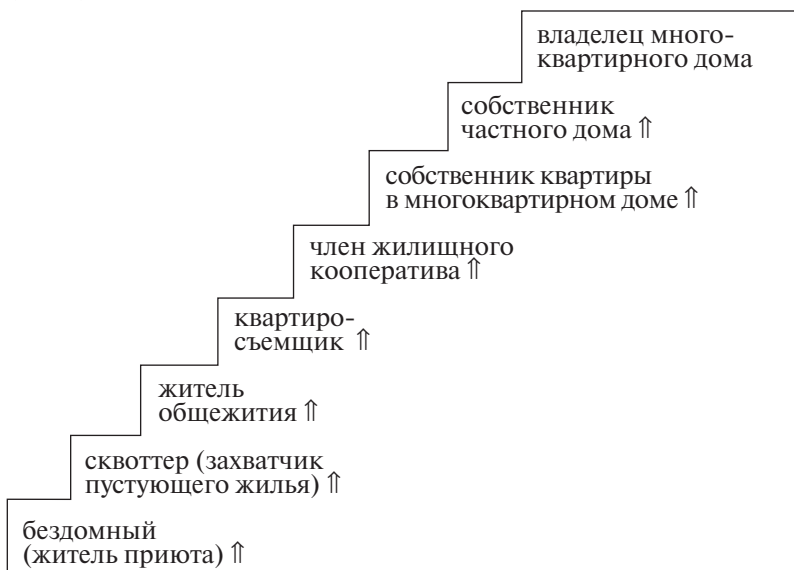 владелец много-
квартирного дома
собственник
частного дома ⇑
собственник квартиры
в многоквартирном доме ⇑
член жилищного
кооператива ⇑
квартиро-
съемщик ⇑
житель
общежития ⇑
сквоттер (захватчик
пустующего жилья) ⇑
бездомный
(житель приюта) ⇑